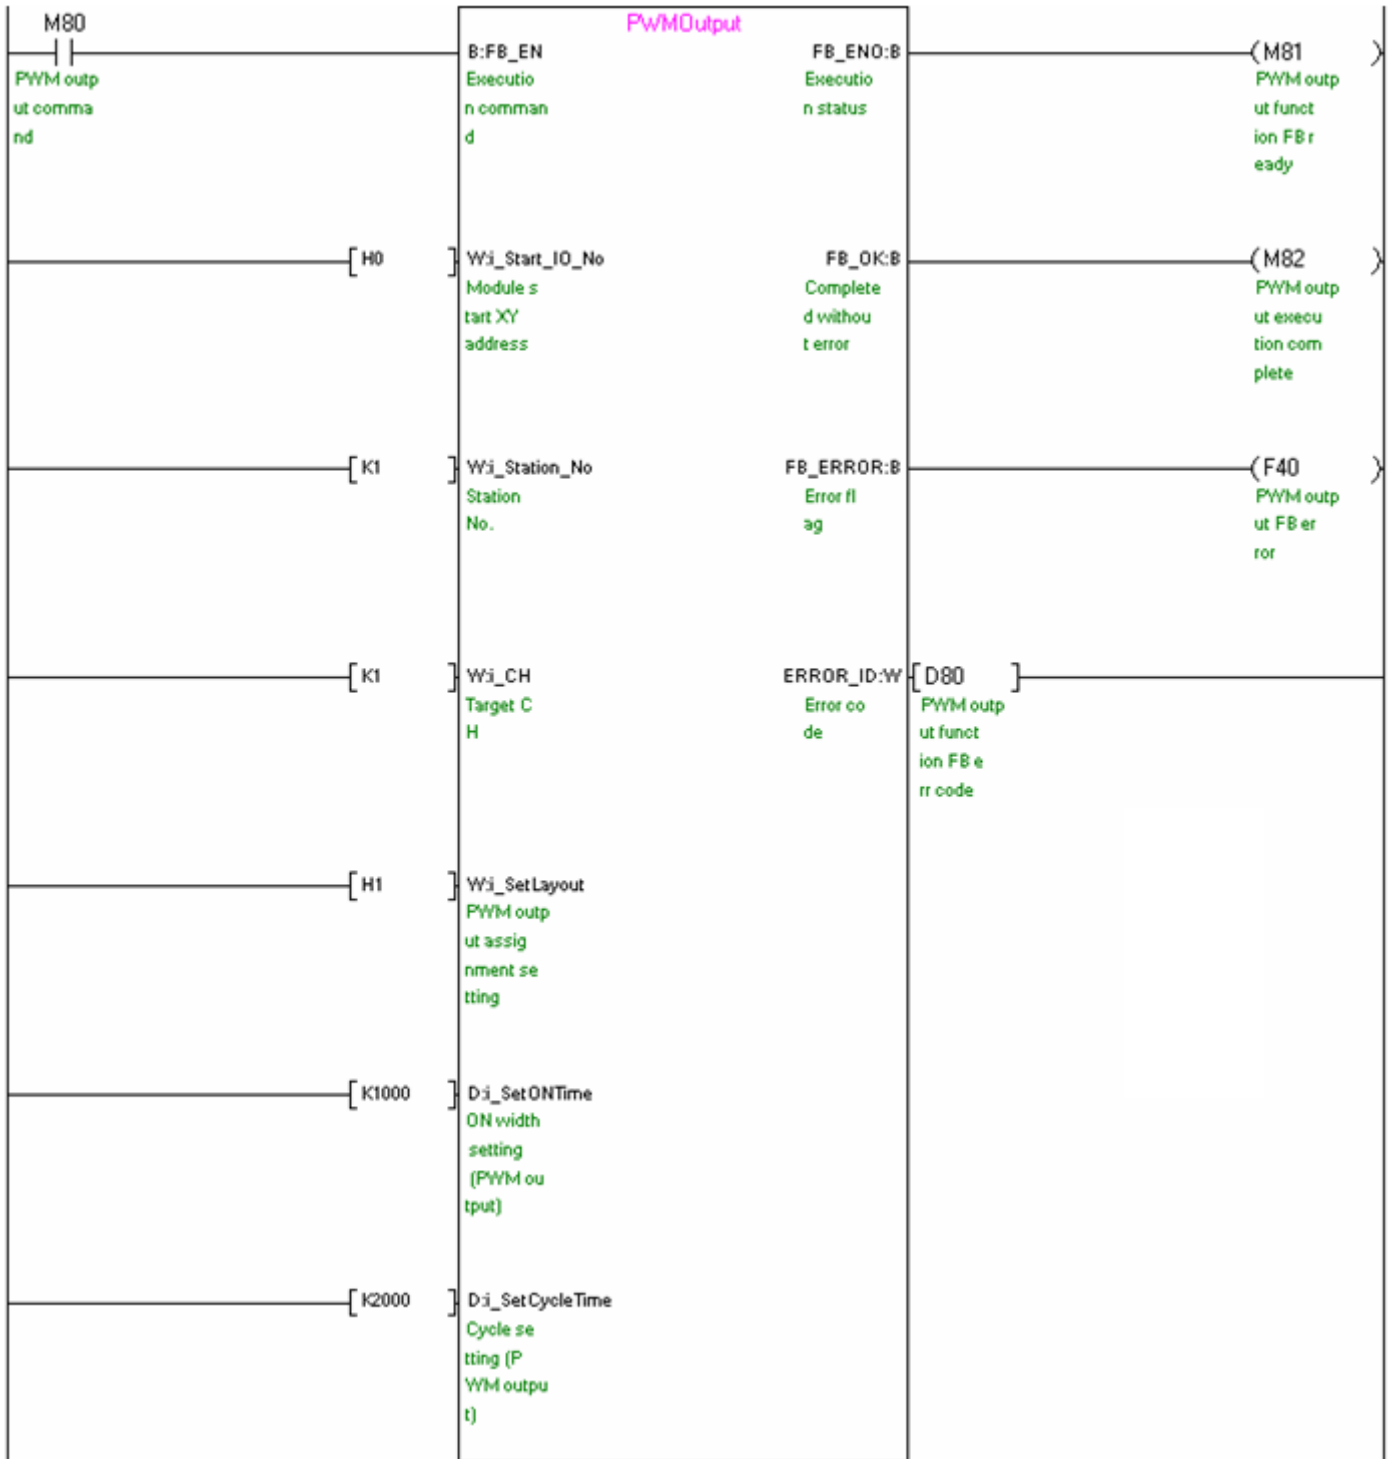 M80
PWMOutput
B:FB_EN
FB_ENO:B
(M81 )
PWM outp
ut comma
nd
Executio
n comman
d
Executio
n status
PWM outp
ut funct
ion FB r
eady
[ H0 ]
W:i_Start_IO_No
FB_OK:B
(M82 )
Module s
tart XY
address
Complete
d withou
t error
PWM outp
ut execu
tion com
plete
[ K1 ]
W:i_Station_No
FB_ERROR:B
(F40 )
Station
No.
Error fl
ag
PWM outp
ut FB er
ror
[ K1 ]
W:i_CH
ERROR_ID:W
[ D80 ]
Target C
H
Error co
de
PWM outp
ut funct
ion FB e
rr code
[ H1 ]
W:i_SetLayout
PWM outp
ut assig
nment se
tting
[ K1000 ]
D:i_SetONTime
ON width
setting
(PWM ou
tput)
[ K2000 ]
D:i_SetCycleTime
Cycle se
tting (P
WM outpu
t)